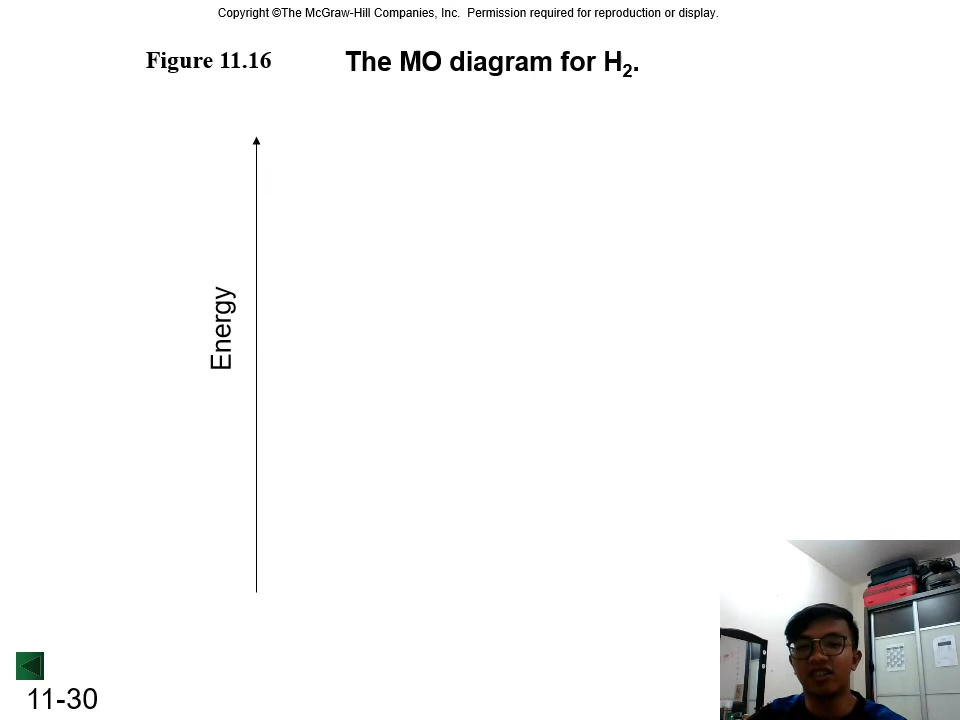 Copyright ©The McGraw-Hill Companies, Inc.  Permission required for reproduction or display.
Figure 11.16 The MO diagram for H₂.
Energy
11-30